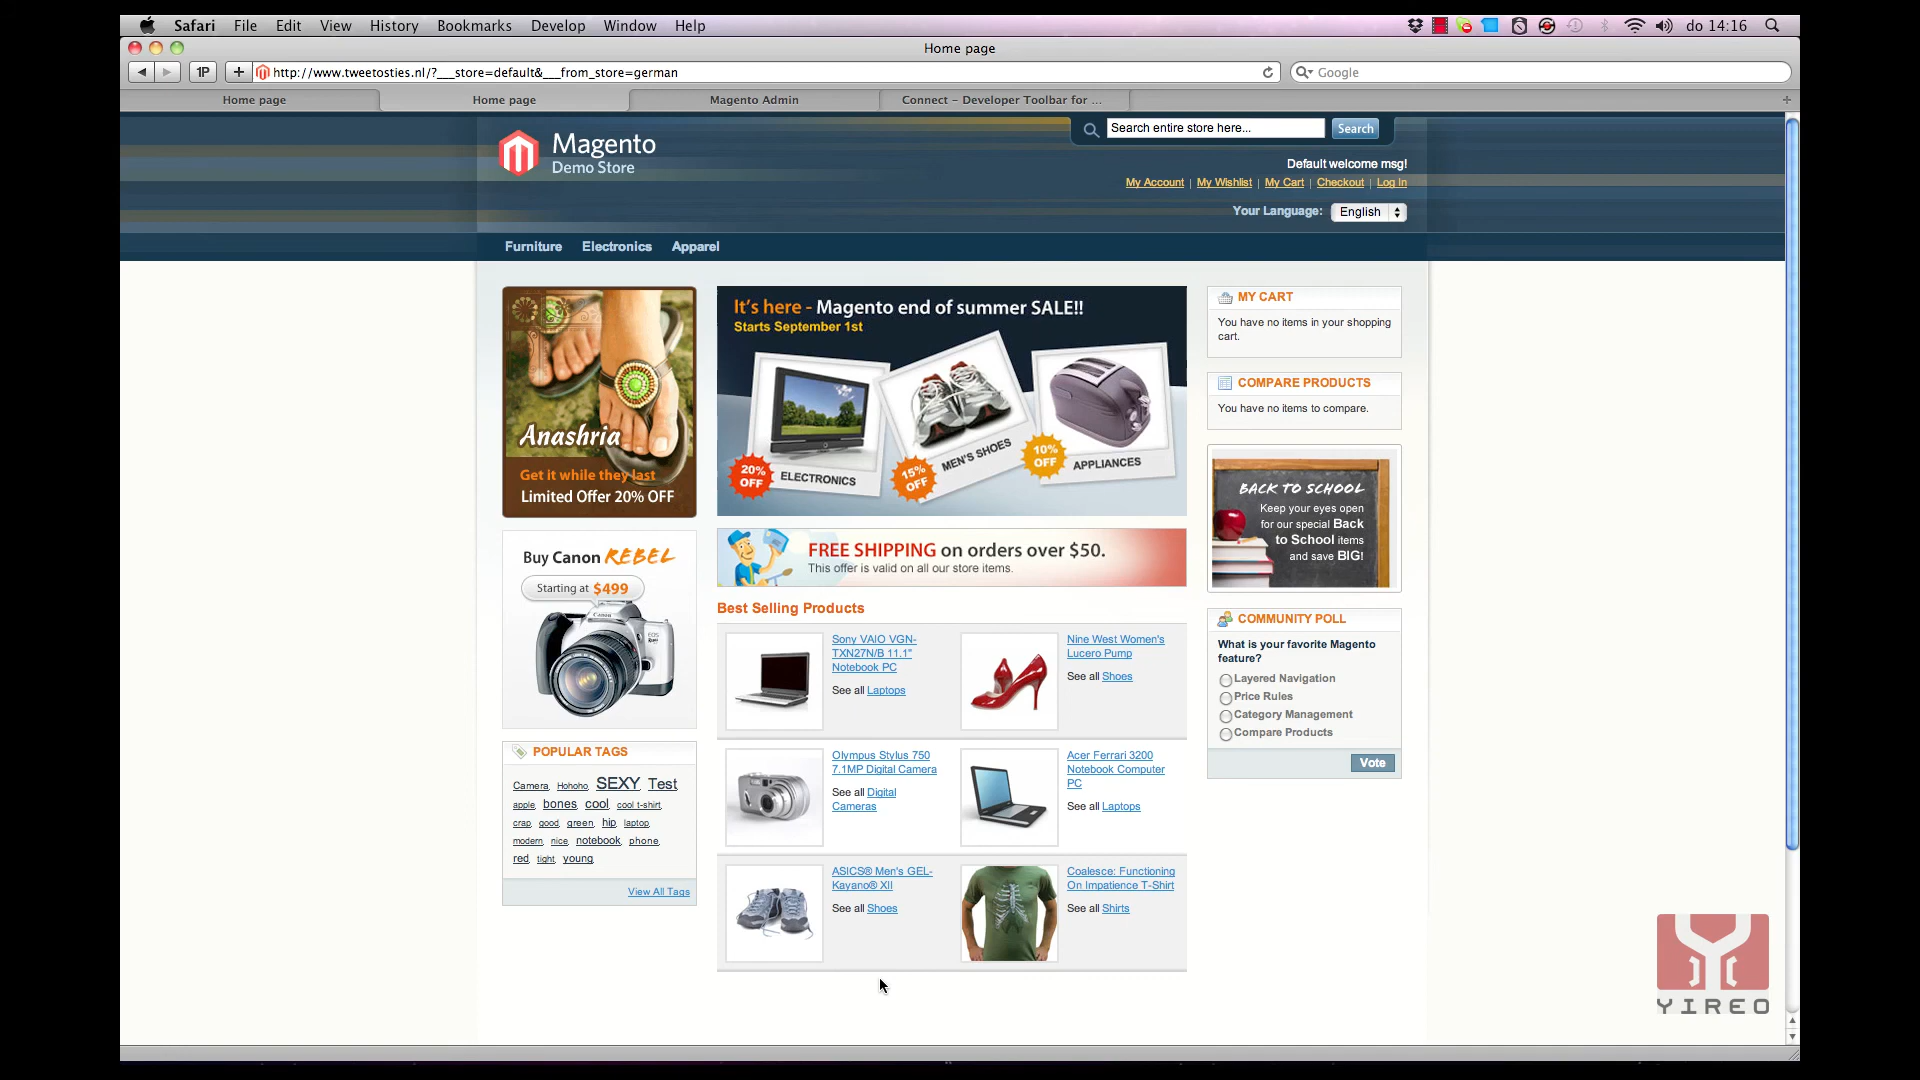 Safari File Edit View History Bookmarks Develop Window Help do 14:16
Home page
1P + http://www.tweetosties.nl/?___store=default&___from_store=german Google
Home page Home page Magento Admin Connect – Developer Toolbar for ...
Magento
Demo Store
Search entire store here... Search
Default welcome msg!
My Account | My Wishlist | My Cart | Checkout | Log In
Your Language: English
Furniture Electronics Apparel
Anashria
Get it while they last
Limited Offer 20% OFF
Buy Canon REBEL
Starting at $499
Canon
EOS
POPULAR TAGS
Camera, Hohoho, SEXY, Test
apple, bones, cool, cool t-shirt,
crap, good, green, hip, laptop,
modern, nice, notebook, phone,
red, tight, young,
View All Tags
It's here - Magento end of summer SALE!!
Starts September 1st
20% OFF
ELECTRONICS
15% OFF
MEN'S SHOES
10% OFF
APPLIANCES
FREE SHIPPING on orders over $50.
This offer is valid on all our store items.
Best Selling Products
Sony VAIO VGN-
TXN27N/B 11.1"
Notebook PC
See all Laptops
Nine West Women's
Lucero Pump
See all Shoes
Olympus Stylus 750
7.1MP Digital Camera
See all Digital
Cameras
Acer Ferrari 3200
Notebook Computer
PC
See all Laptops
ASICS® Men's GEL-
Kayano® XII
See all Shoes
Coalesce: Functioning
On Impatience T-Shirt
See all Shirts
MY CART
You have no items in your shopping
cart.
COMPARE PRODUCTS
You have no items to compare.
BACK TO SCHOOL
Keep your eyes open
for our special Back
to School items
and save BIG!
COMMUNITY POLL
What is your favorite Magento
feature?
Layered Navigation
Price Rules
Category Management
Compare Products
Vote
YIREO